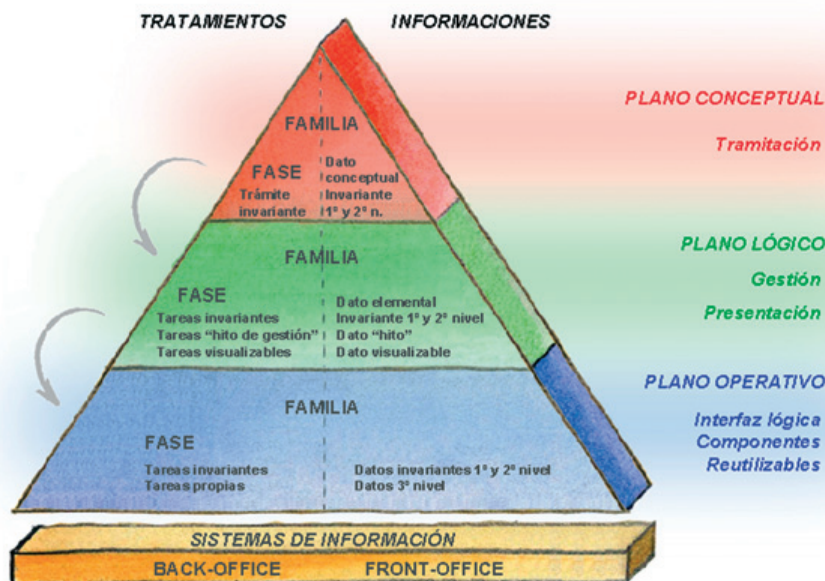 TRATAMIENTOS
INFORMACIONES
FAMILIA
FASE
Trámite
invariante
Dato
conceptual
Invariante
1º y 2º n.
FAMILIA
FASE
Tareas invariantes
Tareas “hito de gestión”
Tareas visualizables
Dato elemental
Invariante 1º y 2º nivel
Dato “hito”
Dato visualizable
FAMILIA
FASE
Tareas invariantes
Tareas propias
Datos invariantes 1º y 2º nivel
Datos 3º nivel
PLANO CONCEPTUAL
Tramitación
PLANO LÓGICO
Gestión
Presentación
PLANO OPERATIVO
Interfaz lógica
Componentes
Reutilizables
SISTEMAS DE INFORMACIÓN
BACK-OFFICE
FRONT-OFFICE